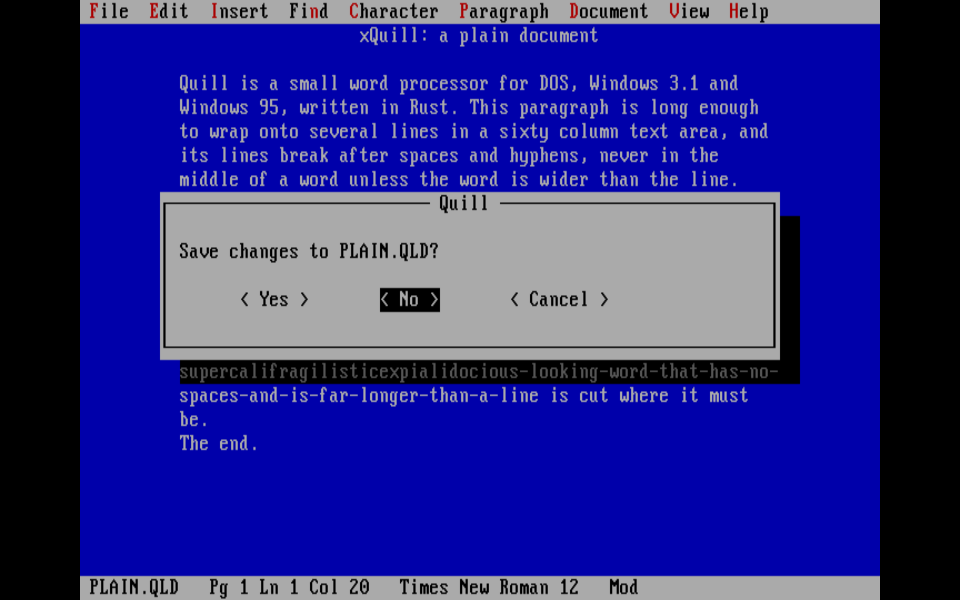 File Edit Insert Find Character Paragraph Document View Help
xQuill: a plain document
Quill is a small word processor for DOS, Windows 3.1 and
Windows 95, written in Rust. This paragraph is long enough
to wrap onto several lines in a sixty column text area, and
its lines break after spaces and hyphens, never in the
middle of a word unless the word is wider than the line.
Quill
Save changes to PLAIN.QLD?
< Yes > < No > < Cancel >
supercalifragilisticexpialidocious-looking-word-that-has-no-
spaces-and-is-far-longer-than-a-line is cut where it must
be.
The end.
PLAIN.QLD Pg 1 Ln 1 Col 20 Times New Roman 12 Mod